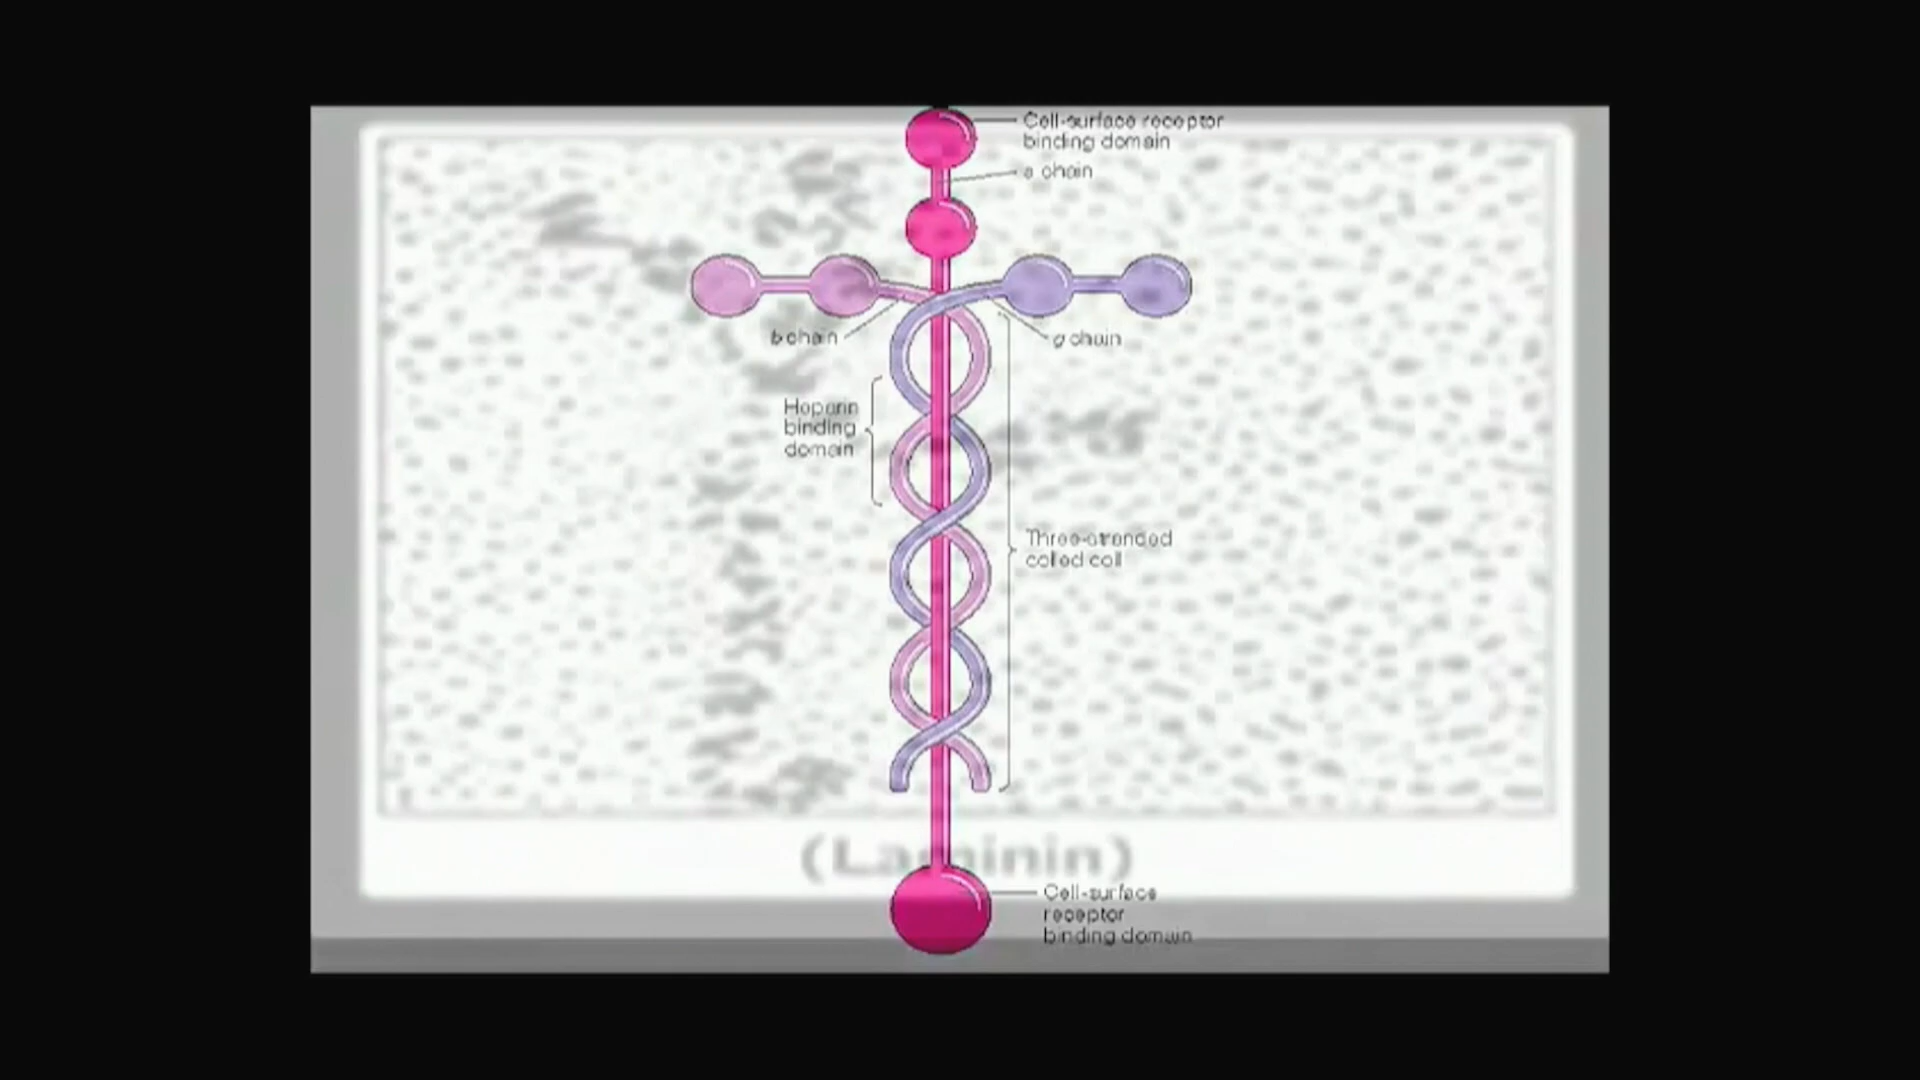 Cell-surface receptor
binding domain
a chain
b chain
g chain
Heparin
binding
domain
Three-stranded
coiled coil
(Laminin)
Cell-surface
receptor
binding domain